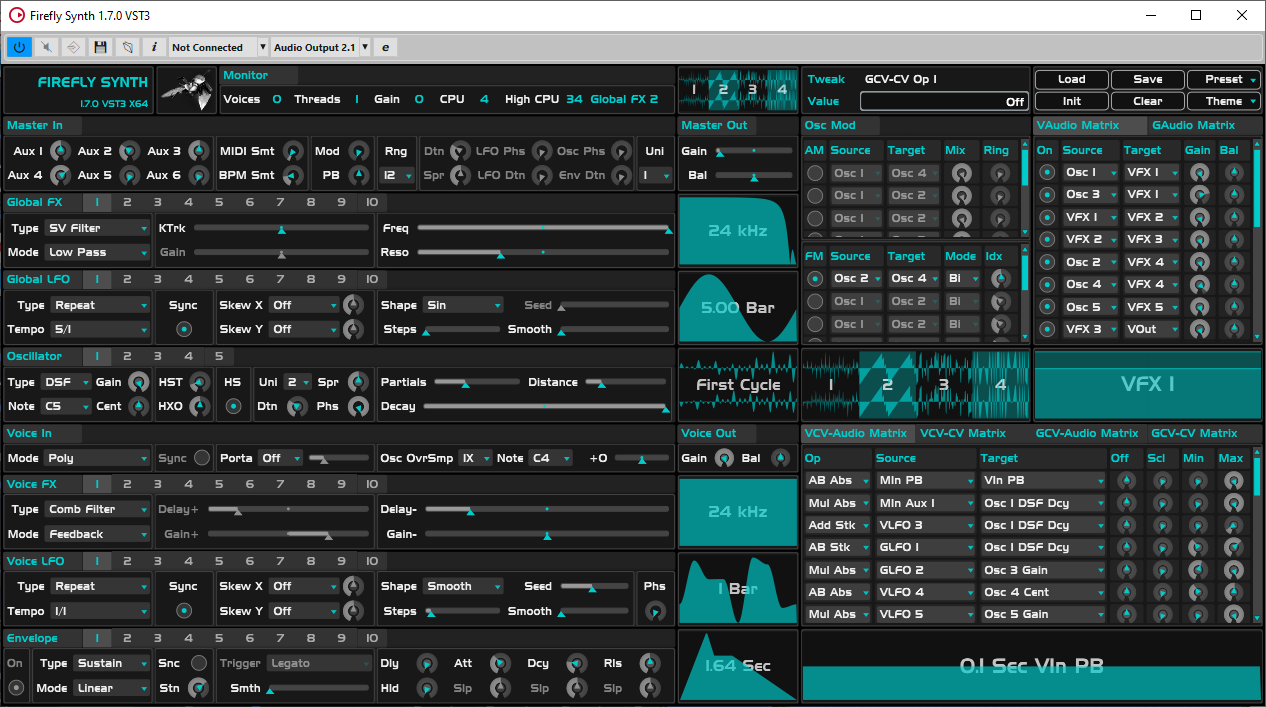 Firefly Synth 1.7.0 VST3
i Not Connected Audio Output 2.1 e
FIREFLY SYNTH
1.7.0 VST3 X64
Monitor
Voices 0 Threads 1 Gain 0 CPU 4 High CPU 34 Global FX 2
1 2 3 4
Tweak GCV-CV Op 1
Value Off
Load Save Preset
Init Clear Theme
Master In
Aux 1 Aux 2 Aux 3 MIDI Smt Mod Rng Dtn LFO Phs Osc Phs Uni
Aux 4 Aux 5 Aux 6 BPM Smt PB 12 Spr LFO Dtn Env Dtn 1
Master Out
Gain
Bal
Osc Mod
AM Source Target Mix Ring
Osc 1 Osc 4
Osc 1 Osc 2
Osc 1 Osc 2
FM Source Target Mode Idx
Osc 2 Osc 4 Bi
Osc 1 Osc 2 Bi
Osc 1 Osc 2 Bi
VAudio Matrix GAudio Matrix
On Source Target Gain Bal
Osc 1 VFX 1
Osc 3 VFX 1
VFX 1 VFX 2
VFX 2 VFX 3
Osc 2 VFX 4
Osc 4 VFX 4
Osc 5 VFX 5
VFX 3 VOut
Global FX 1 2 3 4 5 6 7 8 9 10
Type SV Filter KTrk Freq
Mode Low Pass Gain Reso
24 kHz
Global LFO 1 2 3 4 5 6 7 8 9 10
Type Repeat Sync Skew X Off Shape Sin Seed
Tempo 5/1 Skew Y Off Steps Smooth
5.00 Bar
Oscillator 1 2 3 4 5
Type DSF Gain HST HS Uni 2 Spr Partials Distance
Note C5 Cent HXO Dtn Phs Decay
First Cycle
1 2 3 4
VFX 1
Voice In
Mode Poly Sync Porta Off Osc OvrSmp 1X Note C4 +0
Voice Out
Gain Bal
Voice FX 1 2 3 4 5 6 7 8 9 10
Type Comb Filter Delay+ Delay-
Mode Feedback Gain+ Gain-
24 kHz
Voice LFO 1 2 3 4 5 6 7 8 9 10
Type Repeat Sync Skew X Off Shape Smooth Seed Phs
Tempo 1/1 Skew Y Off Steps Smooth
1 Bar
VCV-Audio Matrix VCV-CV Matrix GCV-Audio Matrix GCV-CV Matrix
Op Source Target Off Scl Min Max
AB Abs MIn PB VIn PB
Mul Abs MIn Aux 1 Osc 1 DSF Dcy
Add Stk VLFO 3 Osc 1 DSF Dcy
AB Stk GLFO 1 Osc 1 DSF Dcy
Mul Abs GLFO 2 Osc 3 Gain
AB Abs VLFO 4 Osc 4 Cent
Mul Abs VLFO 5 Osc 5 Gain
Envelope 1 2 3 4 5 6 7 8 9 10
On Type Sustain Snc Trigger Legato Dly Att Dcy Rls
Mode Linear Stn Smth Hld Slp Slp Slp
1.64 Sec
0.1 Sec VIn PB